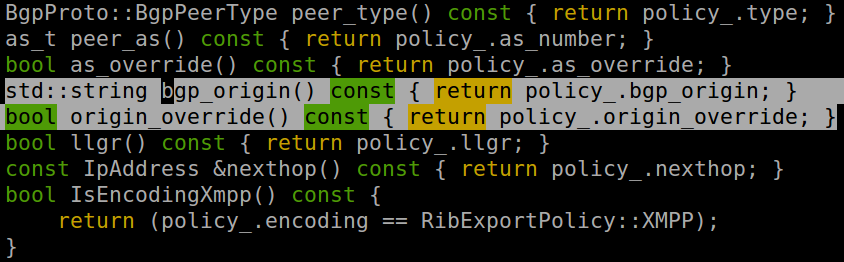 BgpProto::BgpPeerType peer_type() const { return policy_.type; }
as_t peer_as() const { return policy_.as_number; }
bool as_override() const { return policy_.as_override; }
std::string bgp_origin() const { return policy_.bgp_origin; }
bool origin_override() const { return policy_.origin_override; }
bool llgr() const { return policy_.llgr; }
const IpAddress &nexthop() const { return policy_.nexthop; }
bool IsEncodingXmpp() const {
    return (policy_.encoding == RibExportPolicy::XMPP);
}